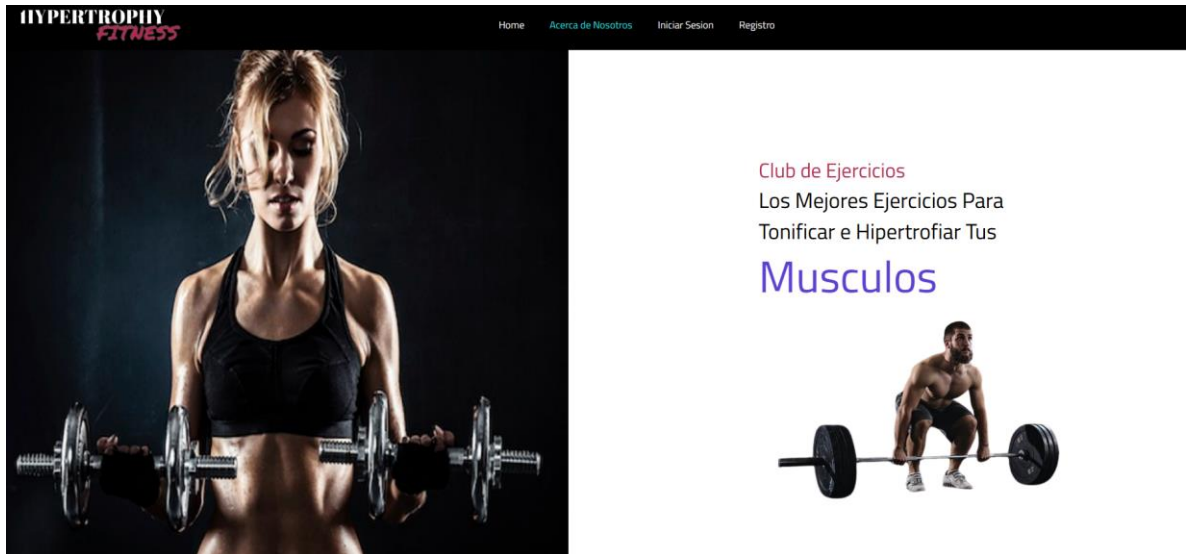 HYPERTROPHY
FITNESS
Home Acerca de Nosotros Iniciar Sesion Registro
Club de Ejercicios
Los Mejores Ejercicios Para
Tonificar e Hipertrofiar Tus
Musculos